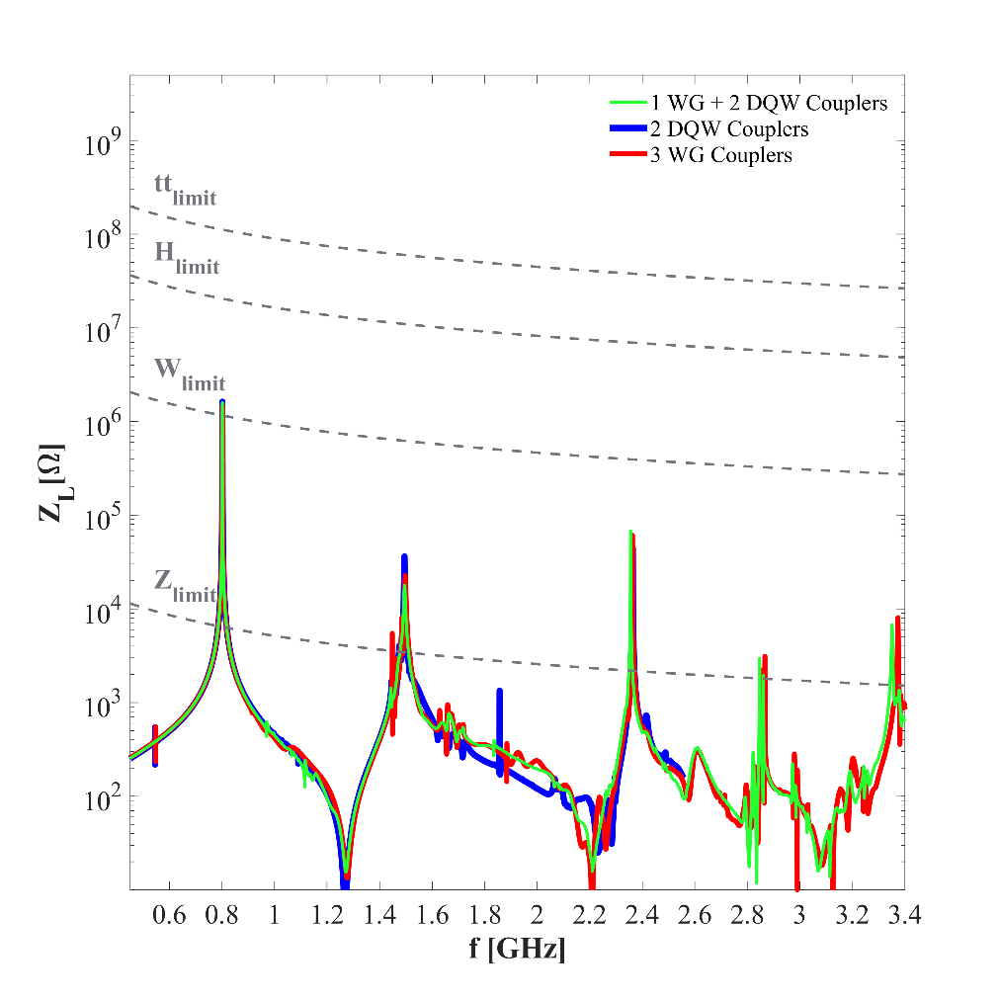 1 WG + 2 DQW Couplers
2 DQW Couplers
3 WG Couplers
10^9
tt_limit
10^8
H_limit
10^7
W_limit
10^6
Z_L [Ω]
10^5
Z_limit
10^4
10^3
10^2
0.6 0.8 1 1.2 1.4 1.6 1.8 2 2.2 2.4 2.6 2.8 3 3.2 3.4
f [GHz]